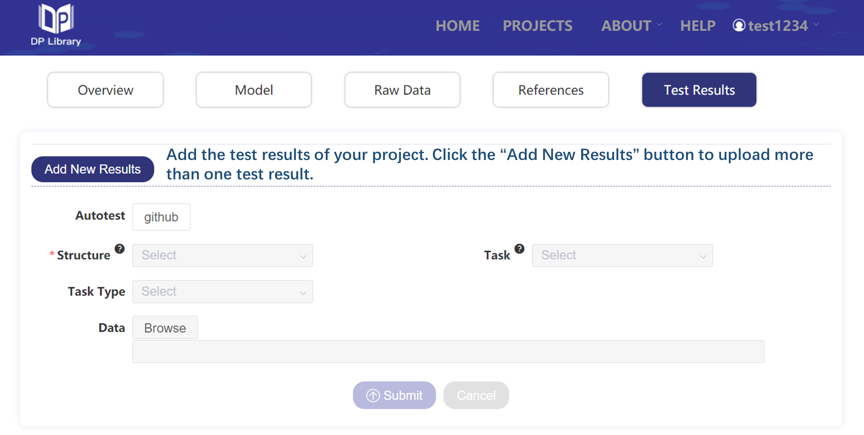 DP
DP Library
HOME PROJECTS ABOUT HELP test1234
Overview Model Raw Data References Test Results
Add New Results
Add the test results of your project. Click the “Add New Results” button to upload more
than one test result.
Autotest github
* Structure ? Select Task ? Select
Task Type Select
Data Browse
Submit Cancel